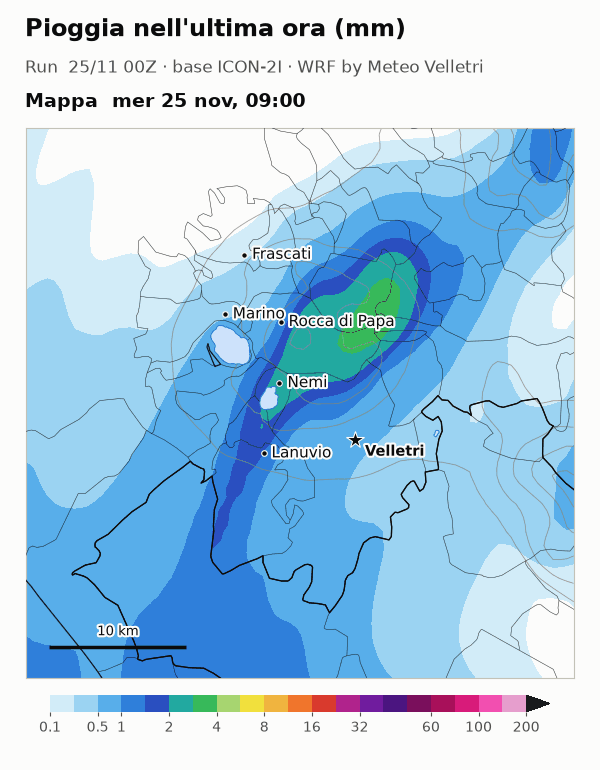 Pioggia nell'ultima ora (mm)
Run  25/11 00Z · base ICON-2I · WRF by Meteo Velletri
Mappa  mer 25 nov, 09:00
Frascati
Marino
Rocca di Papa
Nemi
Velletri
Lanuvio
10 km
0.1 0.5 1 2 4 8 16 32 60 100 200